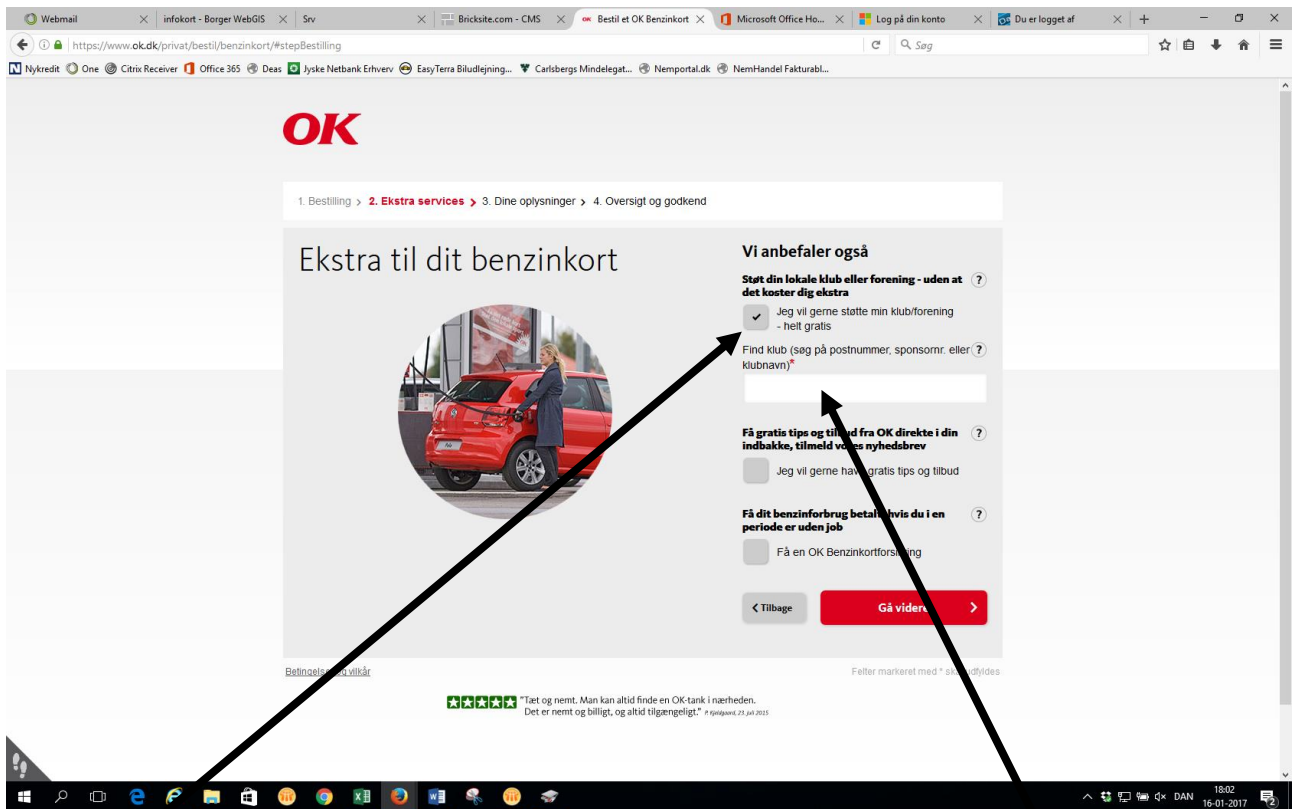 Webmail
infokort - Borger WebGIS
Srv
Bricksite.com - CMS
Bestil et OK Benzinkort
Microsoft Office Ho...
Log på din konto
Du er logget af
https://www.ok.dk/privat/bestil/benzinkort/#stepBestilling
Søg
Nykredit One Citrix Receiver Office 365 Deas Jyske Netbank Erhverv EasyTerra Biludlejning... Carlsbergs Mindelegat... Nemportal.dk NemHandel Fakturabl...
OK
1. Bestilling > 2. Ekstra services > 3. Dine oplysninger > 4. Oversigt og godkend
Ekstra til dit benzinkort
Vi anbefaler også
Støt din lokale klub eller forening - uden at ?
det koster dig ekstra
Jeg vil gerne støtte min klub/forening
- helt gratis
Find klub (søg på postnummer, sponsornr. eller ?
klubnavn)*
Få gratis tips og tilbud fra OK direkte i din ?
indbakke, tilmeld vores nyhedsbrev
Jeg vil gerne have gratis tips og tilbud
Få dit benzinforbrug betalt, hvis du i en ?
periode er uden job
Få en OK Benzinkortforsikring
< Tilbage
Gå videre >
Betingelser og vilkår
Felter markeret med * skal udfyldes
"Tæt og nemt. Man kan altid finde en OK-tank i nærheden.
Det er nemt og billigt, og altid tilgængeligt."
23. juli 2015
DAN
18:02
16-01-2017